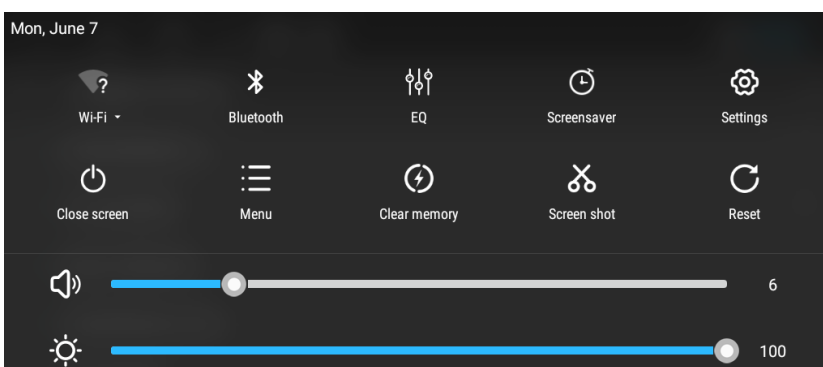 Mon, June 7
?
Wi-Fi Bluetooth EQ Screensaver Settings
Close screen Menu Clear memory Screen shot Reset
6
100